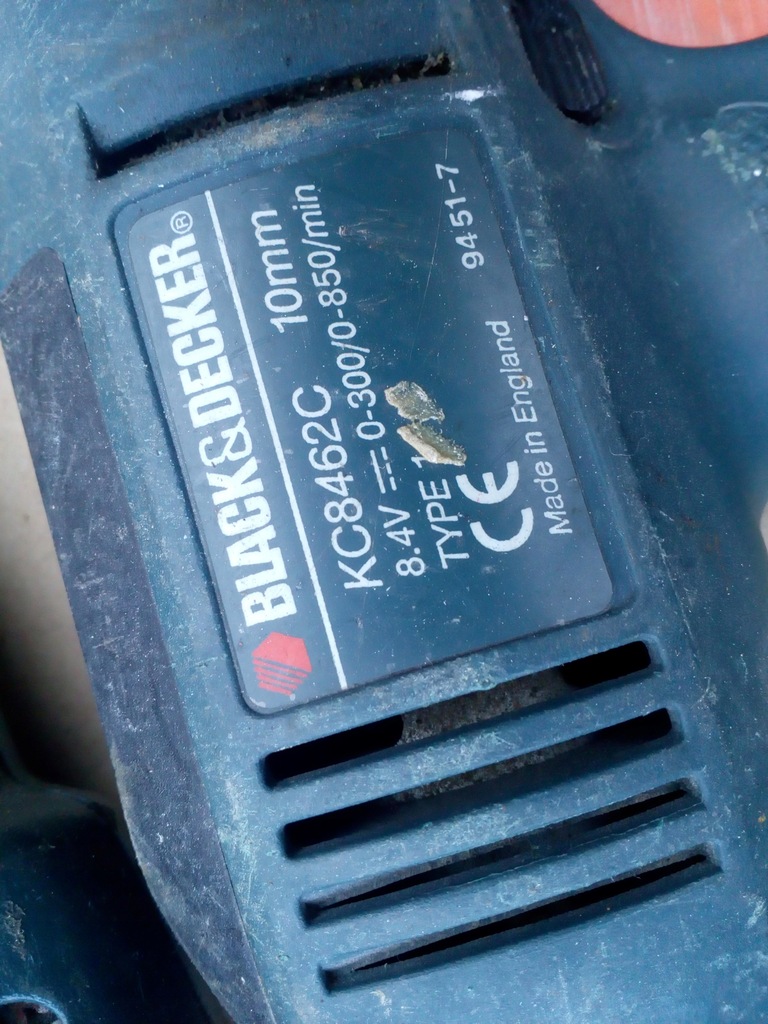 BLACK&DECKER®
KC8462C 10mm
8.4V ⎓ 0-300/0-850/min
TYPE 1
CE 9451-7
Made in England